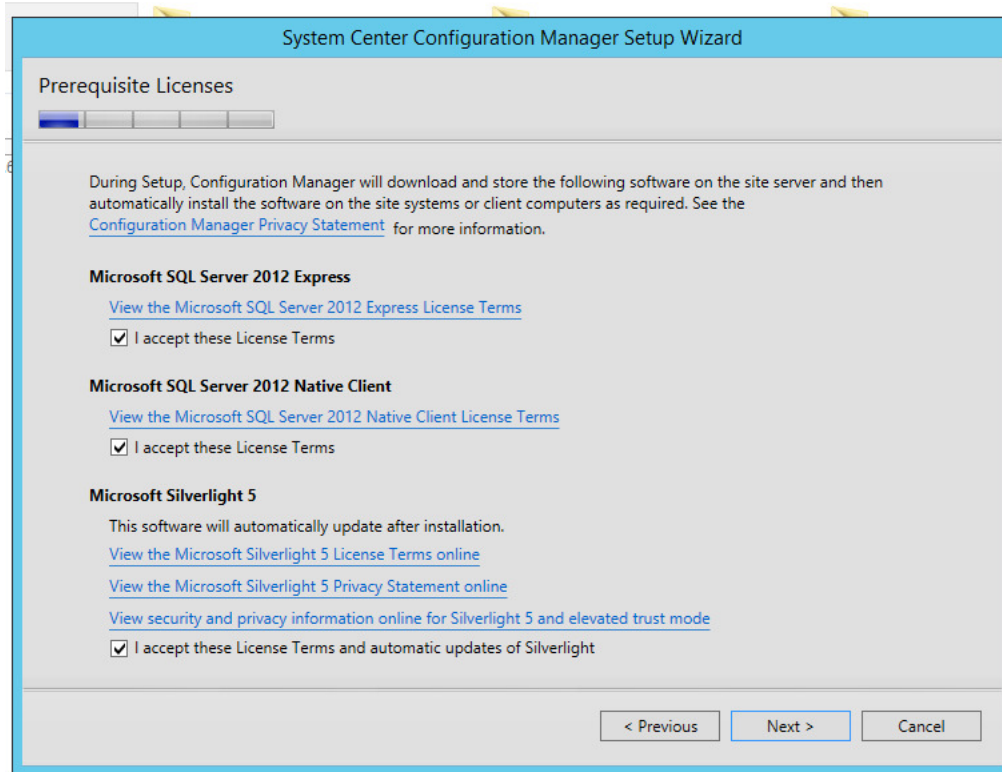 System Center Configuration Manager Setup Wizard
Prerequisite Licenses
During Setup, Configuration Manager will download and store the following software on the site server and then
automatically install the software on the site systems or client computers as required. See the
Configuration Manager Privacy Statement for more information.
Microsoft SQL Server 2012 Express
View the Microsoft SQL Server 2012 Express License Terms
I accept these License Terms
Microsoft SQL Server 2012 Native Client
View the Microsoft SQL Server 2012 Native Client License Terms
I accept these License Terms
Microsoft Silverlight 5
This software will automatically update after installation.
View the Microsoft Silverlight 5 License Terms online
View the Microsoft Silverlight 5 Privacy Statement online
View security and privacy information online for Silverlight 5 and elevated trust mode
I accept these License Terms and automatic updates of Silverlight
< Previous Next > Cancel